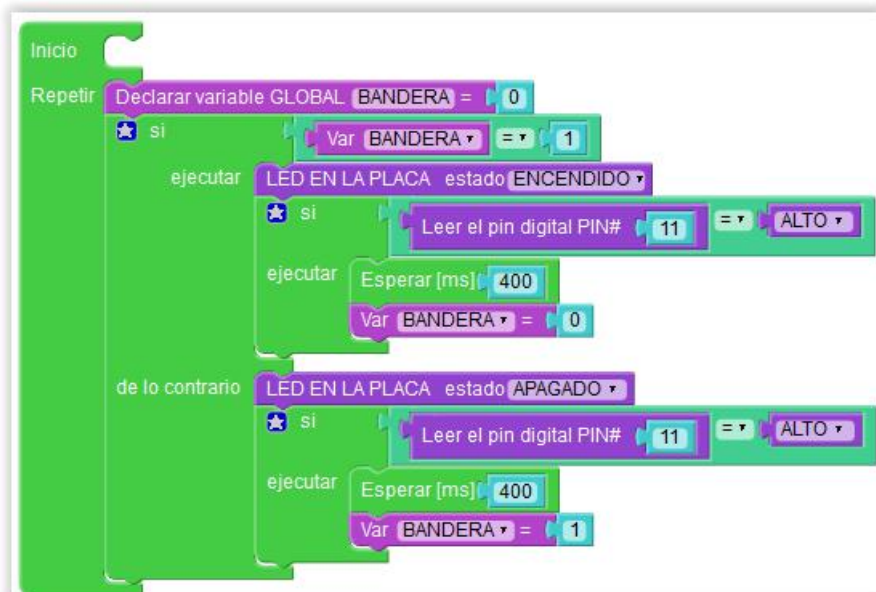 Inicio
Repetir Declarar variable GLOBAL BANDERA = 0
si Var BANDERA = 1
ejecutar LED EN LA PLACA estado ENCENDIDO
si Leer el pin digital PIN# 11 = ALTO
ejecutar Esperar [ms] 400
Var BANDERA = 0
de lo contrario LED EN LA PLACA estado APAGADO
si Leer el pin digital PIN# 11 = ALTO
ejecutar Esperar [ms] 400
Var BANDERA = 1